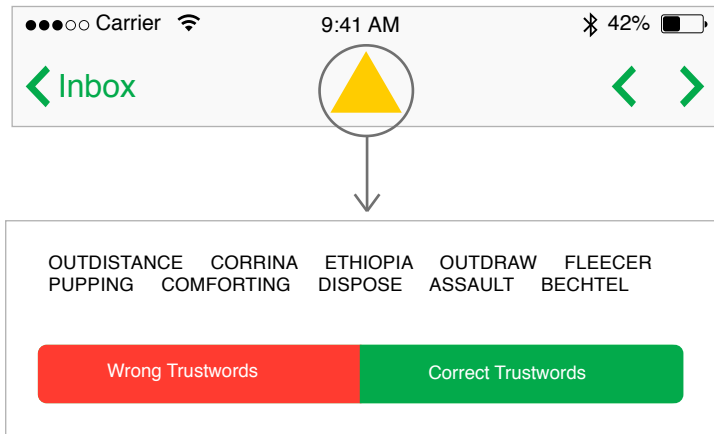 Carrier 9:41 AM 42%
Inbox
OUTDISTANCE CORRINA ETHIOPIA OUTDRAW FLEECER
PUPPING COMFORTING DISPOSE ASSAULT BECHTEL
Wrong Trustwords Correct Trustwords